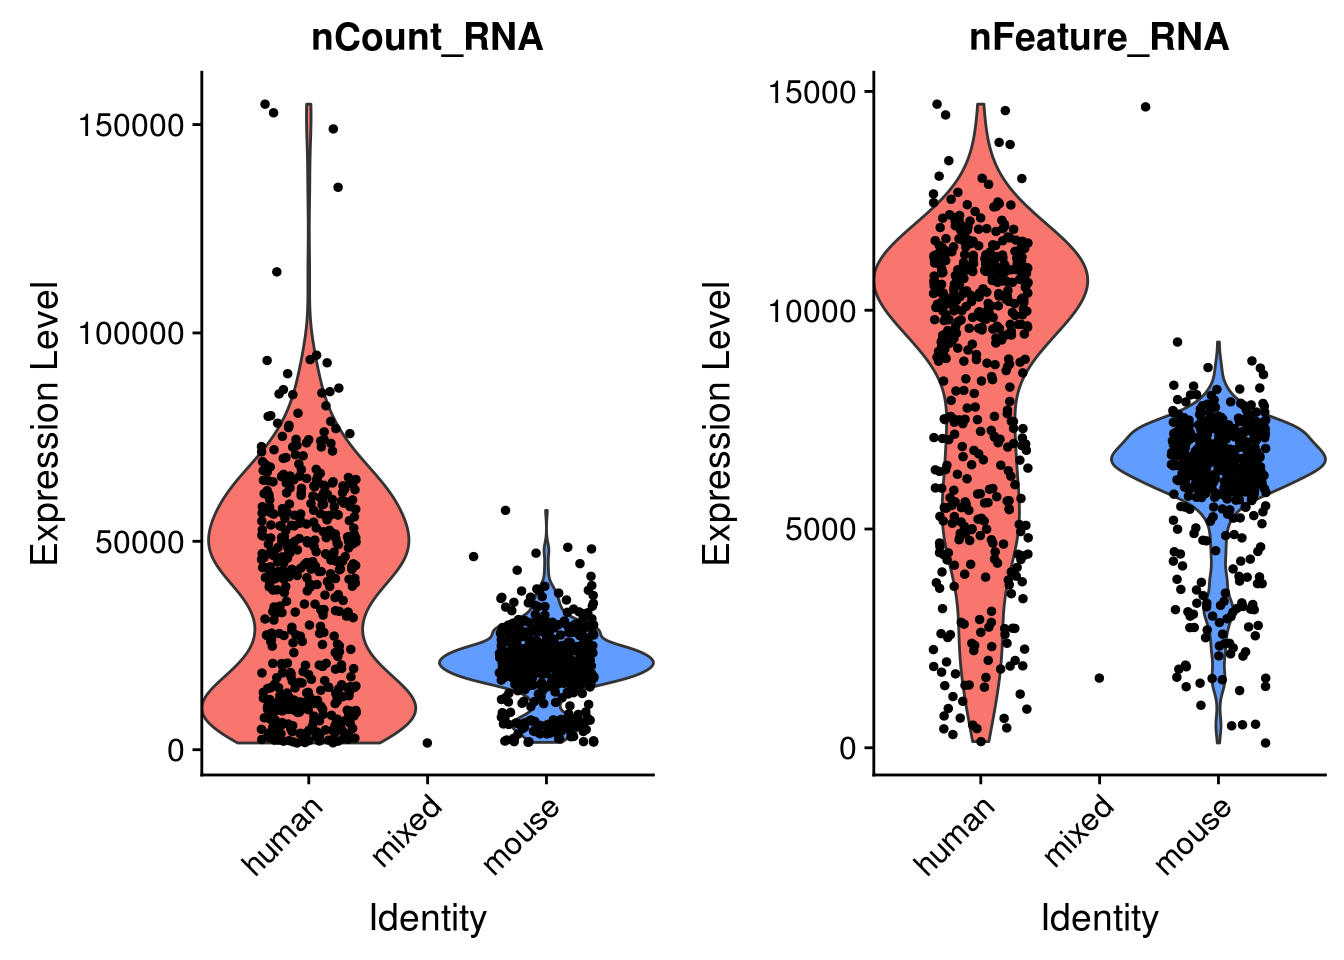 nCount_RNA
Expression Level
150000
100000
50000
0
human
mixed
mouse
Identity
nFeature_RNA
Expression Level
15000
10000
5000
0
human
mixed
mouse
Identity